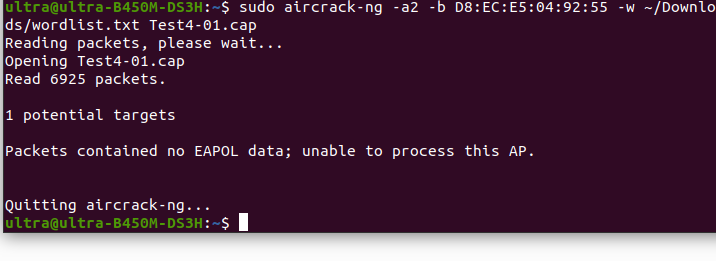 ultra@ultra-B450M-DS3H:~$ sudo aircrack-ng -a2 -b D8:EC:E5:04:92:55 -w ~/Downlo
ds/wordlist.txt Test4-01.cap
Reading packets, please wait...
Opening Test4-01.cap
Read 6925 packets.
1 potential targets
Packets contained no EAPOL data; unable to process this AP.
Quitting aircrack-ng...
ultra@ultra-B450M-DS3H:~$